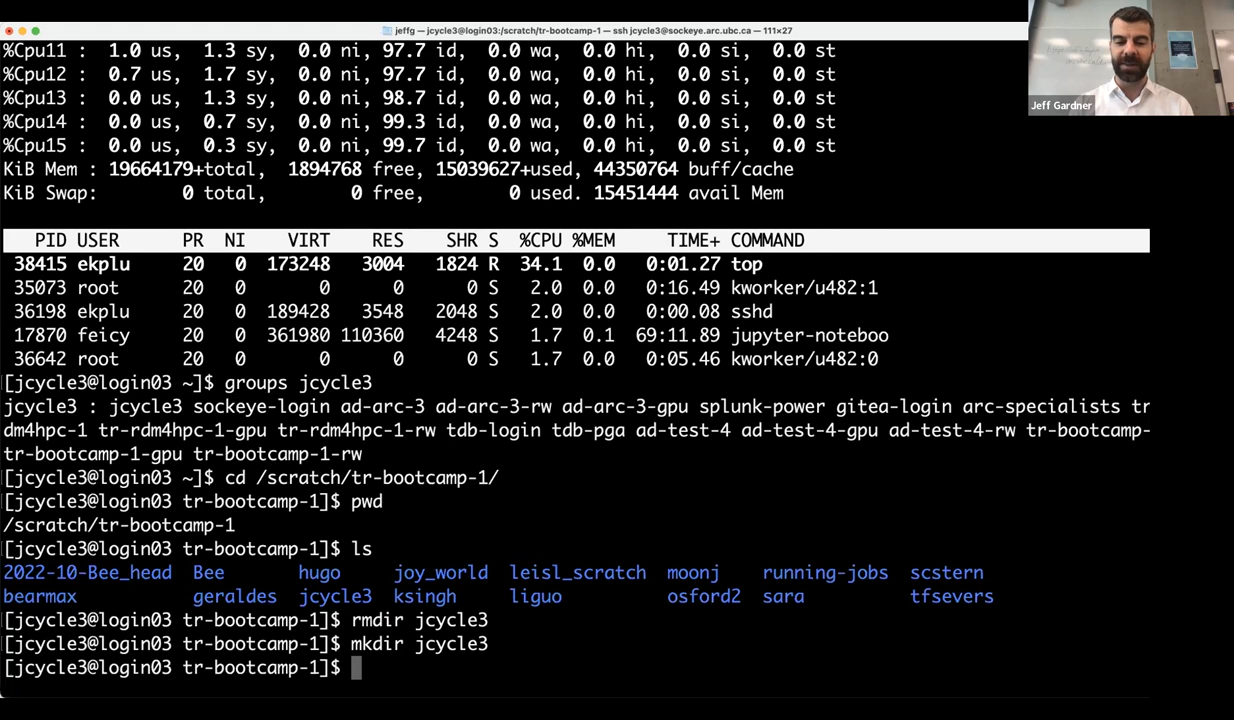 jeffg — jcycle3@login03:/scratch/tr-bootcamp-1 — ssh jcycle3@sockeye.arc.ubc.ca — 111×27
%Cpu11 : 1.0 us, 1.3 sy, 0.0 ni, 97.7 id, 0.0 wa, 0.0 hi, 0.0 si, 0.0 st
%Cpu12 : 0.7 us, 1.7 sy, 0.0 ni, 97.7 id, 0.0 wa, 0.0 hi, 0.0 si, 0.0 st
%Cpu13 : 0.0 us, 1.3 sy, 0.0 ni, 98.7 id, 0.0 wa, 0.0 hi, 0.0 si, 0.0 st
%Cpu14 : 0.0 us, 0.7 sy, 0.0 ni, 99.3 id, 0.0 wa, 0.0 hi, 0.0 si, 0.0 st
%Cpu15 : 0.0 us, 0.3 sy, 0.0 ni, 99.7 id, 0.0 wa, 0.0 hi, 0.0 si, 0.0 st
KiB Mem : 19664179+total, 1894768 free, 15039627+used, 44350764 buff/cache
KiB Swap: 0 total, 0 free, 0 used. 15451444 avail Mem
PID USER PR NI VIRT RES SHR S %CPU %MEM TIME+ COMMAND
38415 ekplu 20 0 173248 3004 1824 R 34.1 0.0 0:01.27 top
35073 root 20 0 0 0 0 S 2.0 0.0 0:16.49 kworker/u482:1
36198 ekplu 20 0 189428 3548 2048 S 2.0 0.0 0:00.08 sshd
17870 feicy 20 0 361980 110360 4248 S 1.7 0.1 69:11.89 jupyter-noteboo
36642 root 20 0 0 0 0 S 1.7 0.0 0:05.46 kworker/u482:0
[jcycle3@login03 ~]$ groups jcycle3
jcycle3 : jcycle3 sockeye-login ad-arc-3 ad-arc-3-rw ad-arc-3-gpu splunk-power gitea-login arc-specialists tr
dm4hpc-1 tr-rdm4hpc-1-gpu tr-rdm4hpc-1-rw tdb-login tdb-pga ad-test-4 ad-test-4-gpu ad-test-4-rw tr-bootcamp-
tr-bootcamp-1-gpu tr-bootcamp-1-rw
[jcycle3@login03 ~]$ cd /scratch/tr-bootcamp-1/
[jcycle3@login03 tr-bootcamp-1]$ pwd
/scratch/tr-bootcamp-1
[jcycle3@login03 tr-bootcamp-1]$ ls
2022-10-Bee_head Bee hugo joy_world leisl_scratch moonj running-jobs scstern
bearmax geraldes jcycle3 ksingh liguo osford2 sara tfsevers
[jcycle3@login03 tr-bootcamp-1]$ rmdir jcycle3
[jcycle3@login03 tr-bootcamp-1]$ mkdir jcycle3
[jcycle3@login03 tr-bootcamp-1]$
Jeff Gardner